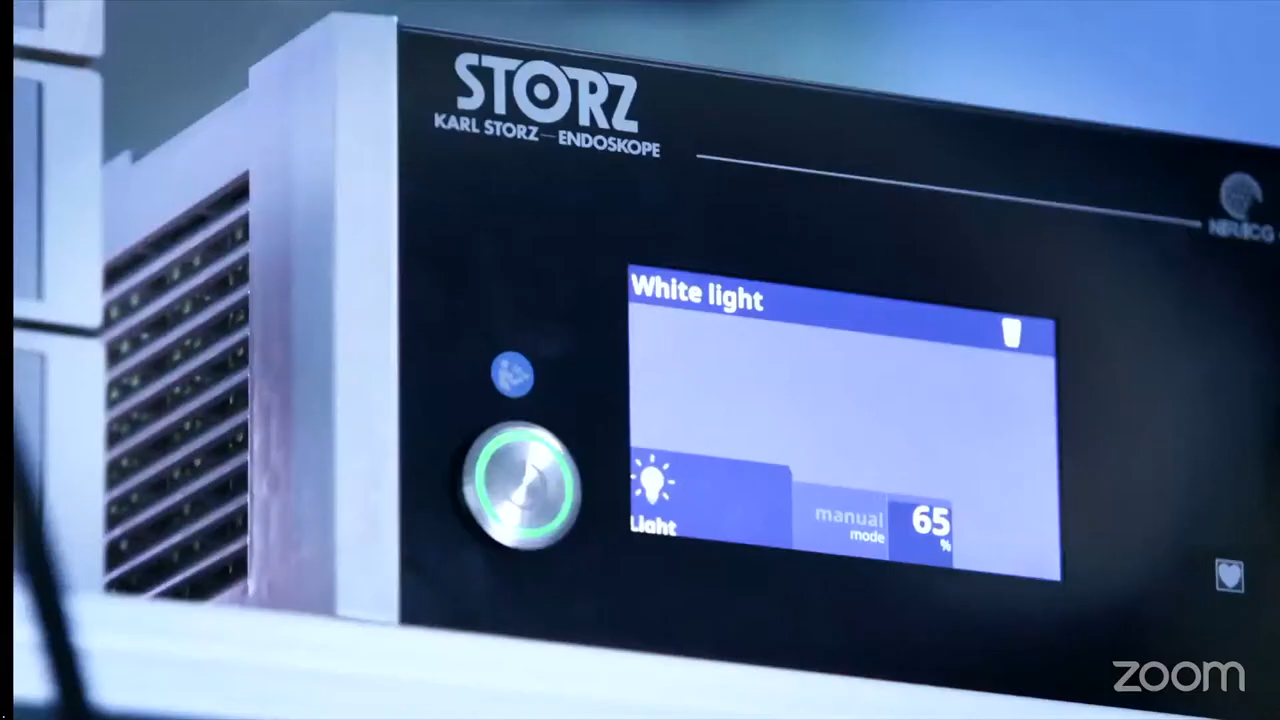 STORZ
KARL STORZ—ENDOSKOPE
White light
Light
manual
mode
65
%
zoom